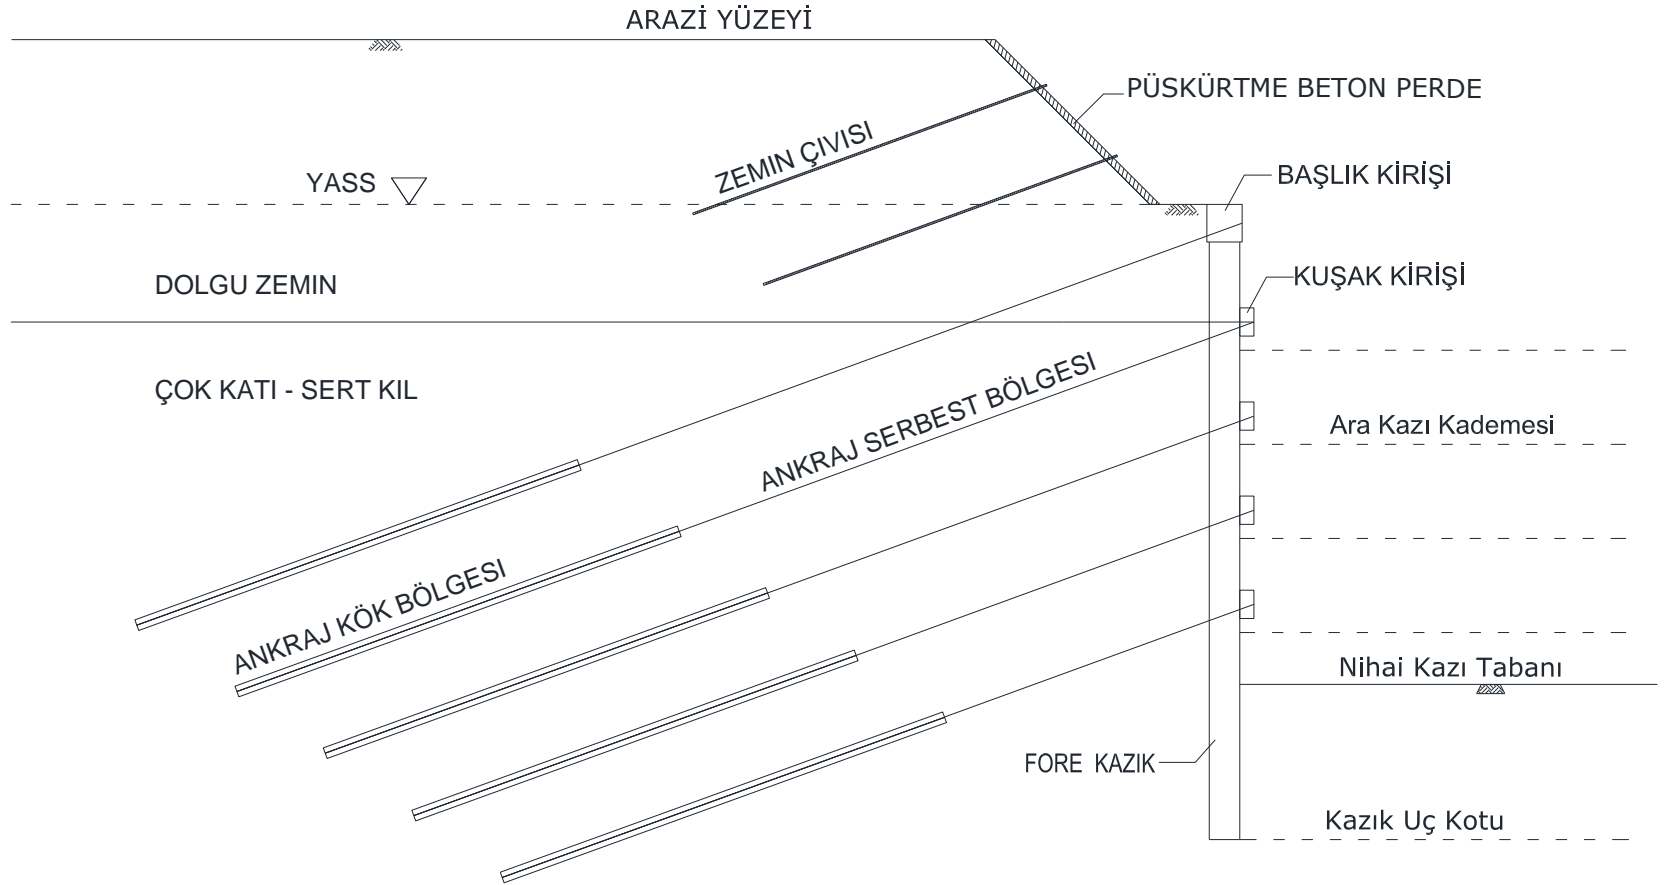 ARAZİ YÜZEYİ
PÜSKÜRTME BETON PERDE
ZEMIN ÇIVISI
YASS
BAŞLIK KİRİŞİ
DOLGU ZEMIN
KUŞAK KİRİŞİ
ÇOK KATI - SERT KIL
ANKRAJ SERBEST BÖLGESI
Ara Kazı Kademesi
ANKRAJ KÖK BÖLGESI
Nihai Kazı Tabanı
FORE KAZIK
Kazık Uç Kotu